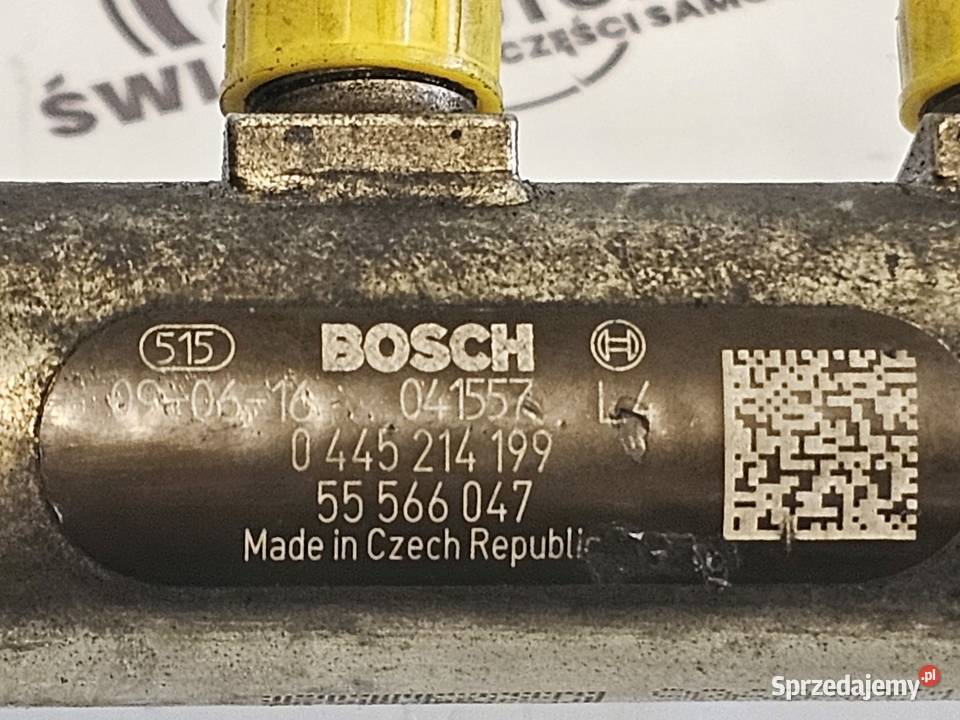 CZĘŚCI SAMO
ŚWI
515 BOSCH
09-06-16 041557 L4
0 445 214 199
55 566 047
Made in Czech Republic
Sprzedajemy.pl